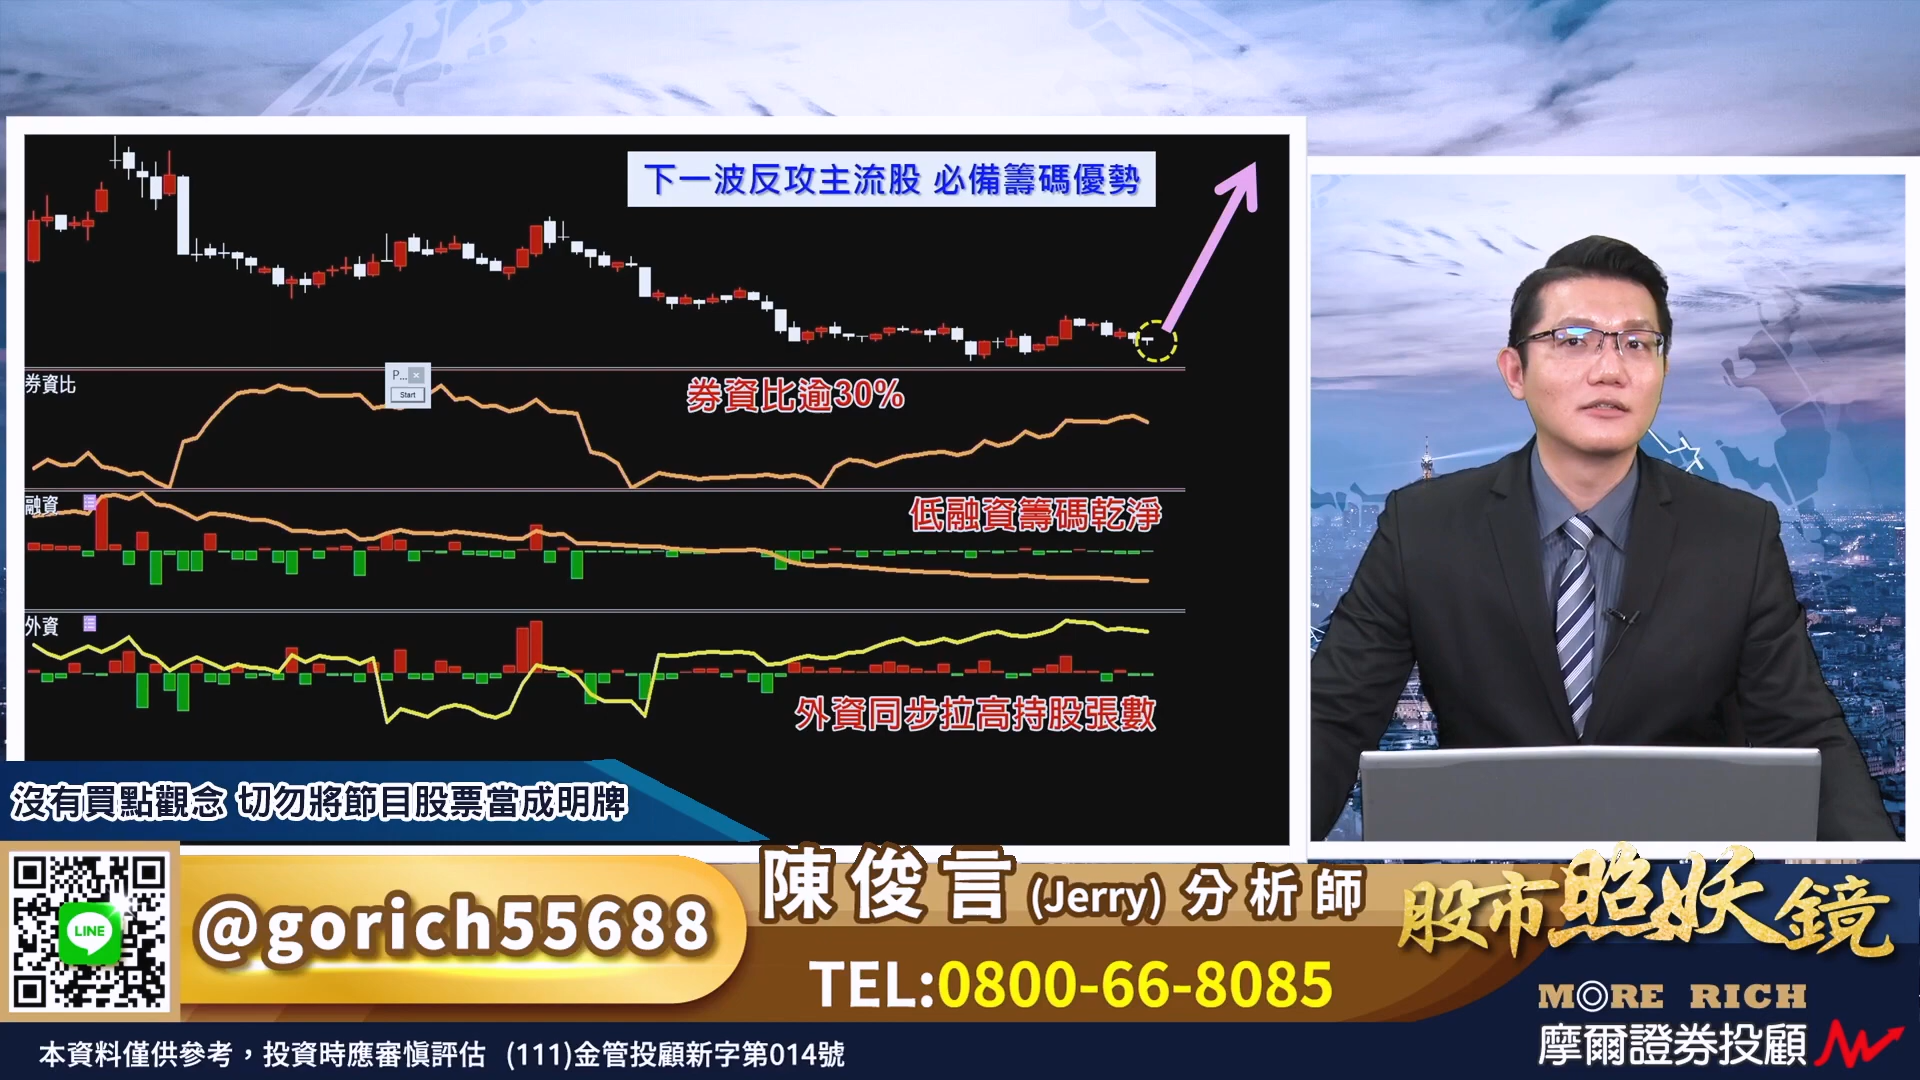 下一波反攻主流股 必備籌碼優勢
券資比
P...
Start
券資比逾30%
融資
低融資籌碼乾淨
外資
外資同步拉高持股張數
沒有買點觀念 切勿將節目股票當成明牌
LINE
@gorich55688
陳俊言(Jerry)分析師
TEL:0800-66-8085
股市照妖鏡
MORE RICH
摩爾證券投顧
本資料僅供參考，投資時應審慎評估 (111)金管投顧新字第014號